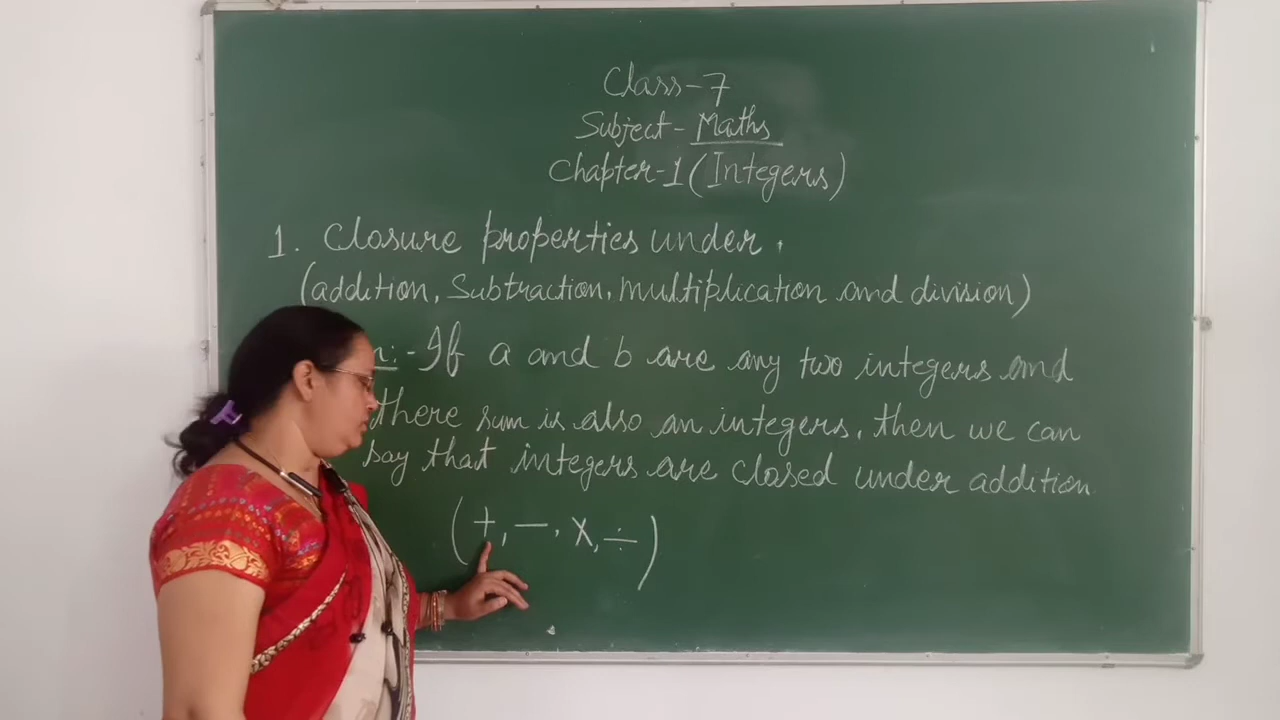 Class-7
Subject-Maths
Chapter-1(Integers)
1. Closure properties under.
(addition, Subtraction, Multiplication and division)
n:- If a and b are any two integers and
there sum is also an integers, then we can
say that integers are closed under addition
(+, —, X, ÷)